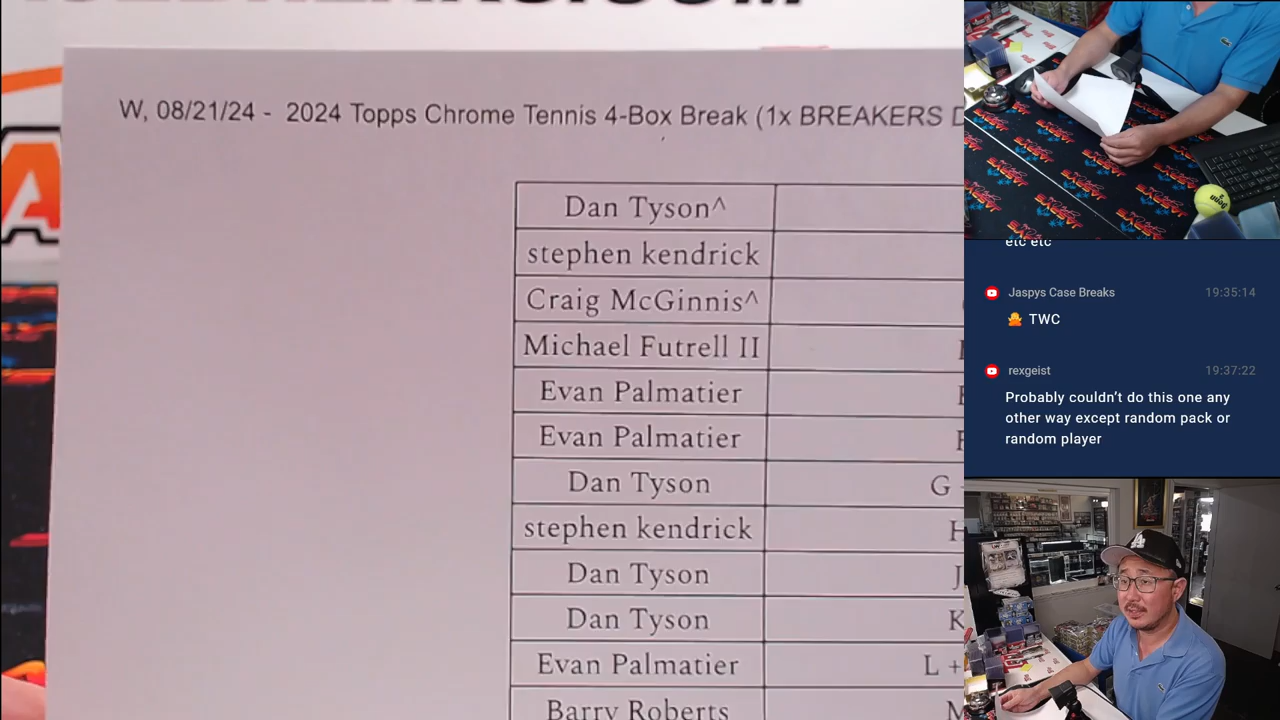 W, 08/21/24 - 2024 Topps Chrome Tennis 4-Box Break (1x BREAKERS
Dan Tyson^
stephen kendrick
Craig McGinnis^
Michael Futrell II
Evan Palmatier
Evan Palmatier
Dan Tyson G
stephen kendrick H
Dan Tyson J
Dan Tyson K
Evan Palmatier L +
Barry Roberts M
etc etc
Jaspys Case Breaks 19:35:14
🙅 TWC
rexgeist 19:37:22
Probably couldn't do this one any
other way except random pack or
random player